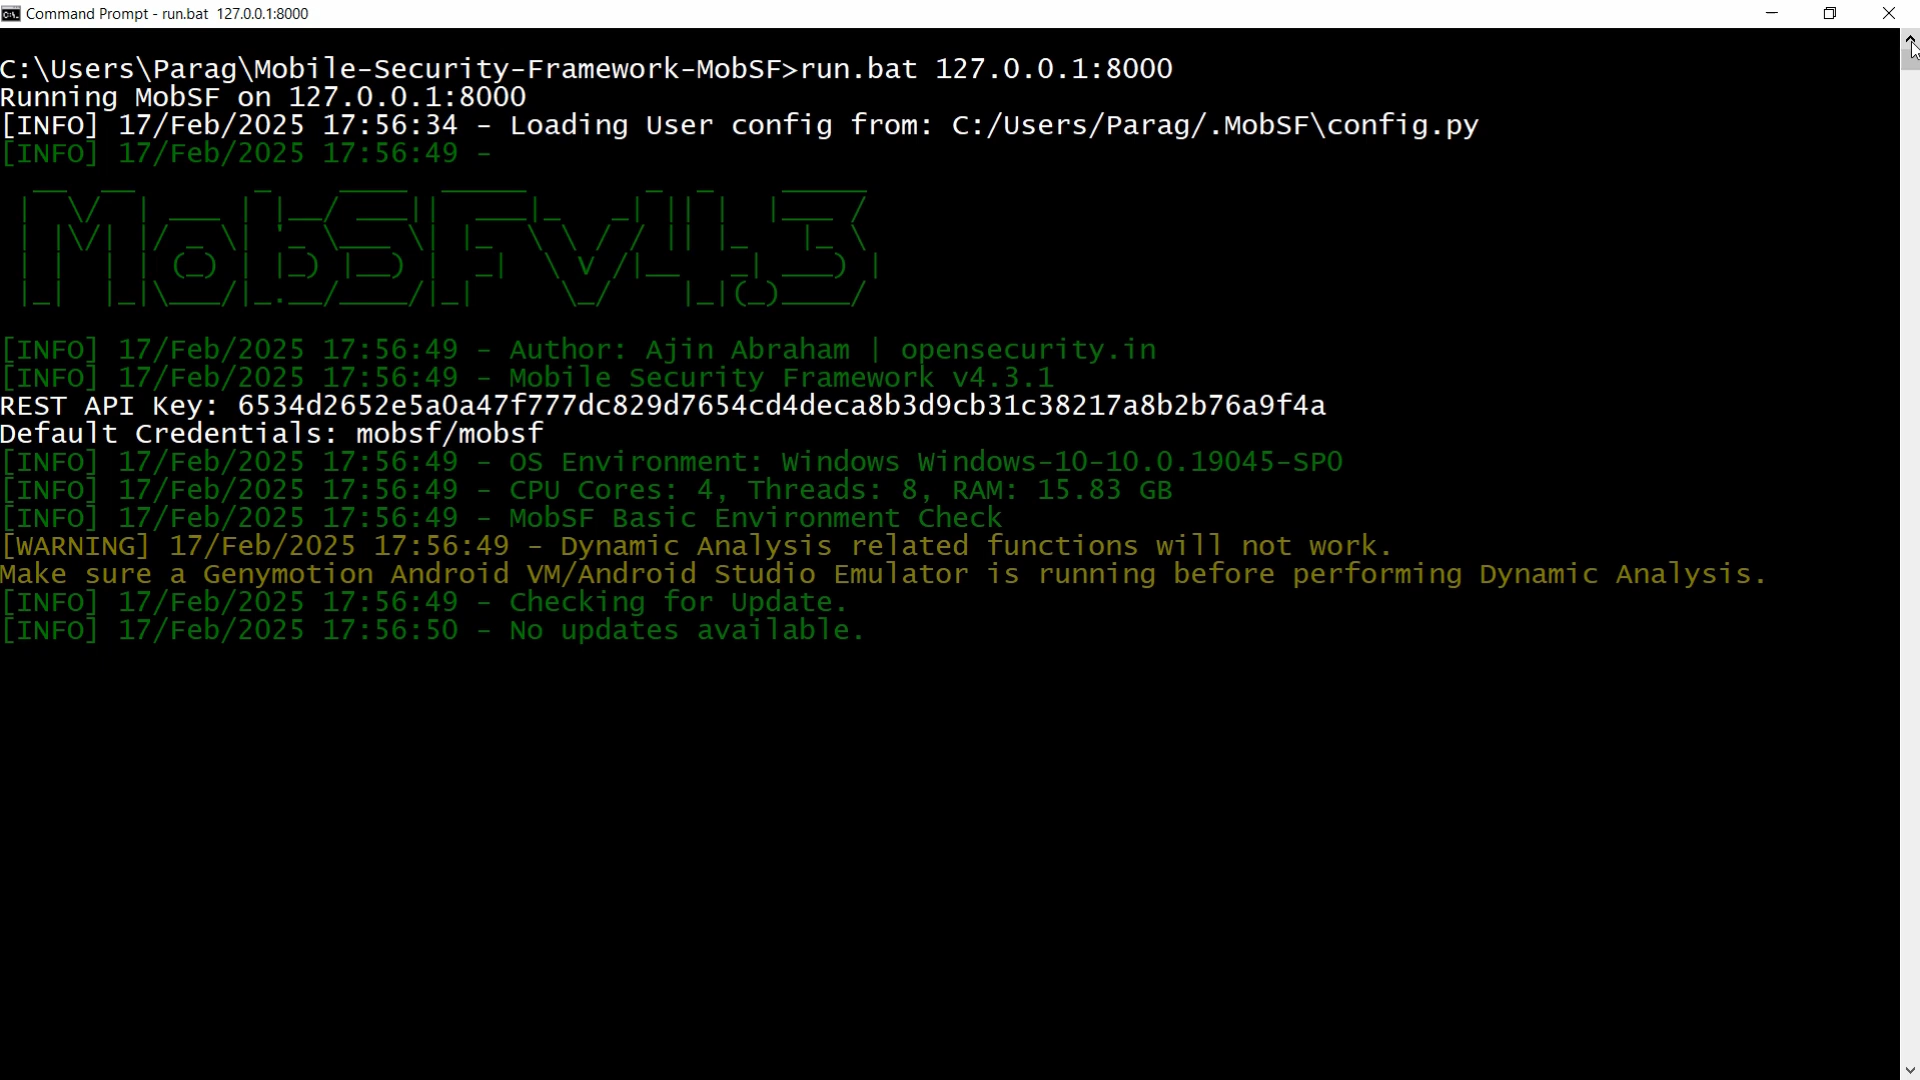 Command Prompt - run.bat  127.0.0.1:8000
C:\Users\Parag\Mobile-Security-Framework-MobSF>run.bat 127.0.0.1:8000
Running MobSF on 127.0.0.1:8000
[INFO] 17/Feb/2025 17:56:34 - Loading User config from: C:/Users/Parag/.MobSF\config.py
[INFO] 17/Feb/2025 17:56:49 -
MobSFv4.3
[INFO] 17/Feb/2025 17:56:49 - Author: Ajin Abraham | opensecurity.in
[INFO] 17/Feb/2025 17:56:49 - Mobile Security Framework v4.3.1
REST API Key: 6534d2652e5a0a47f777dc829d7654cd4deca8b3d9cb31c38217a8b2b76a9f4a
Default Credentials: mobsf/mobsf
[INFO] 17/Feb/2025 17:56:49 - OS Environment: Windows Windows-10-10.0.19045-SP0
[INFO] 17/Feb/2025 17:56:49 - CPU Cores: 4, Threads: 8, RAM: 15.83 GB
[INFO] 17/Feb/2025 17:56:49 - MobSF Basic Environment Check
[WARNING] 17/Feb/2025 17:56:49 - Dynamic Analysis related functions will not work.
Make sure a Genymotion Android VM/Android Studio Emulator is running before performing Dynamic Analysis.
[INFO] 17/Feb/2025 17:56:49 - Checking for Update.
[INFO] 17/Feb/2025 17:56:50 - No updates available.